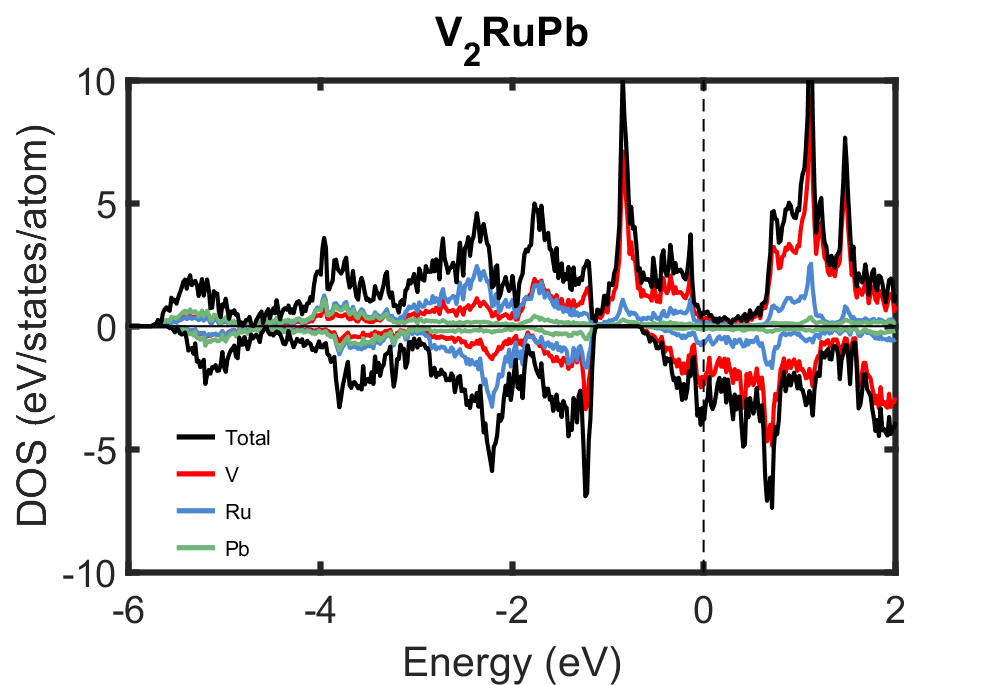 V2RuPb
10
5
0
-5
-10
DOS (eV/states/atom)
Total
V
Ru
Pb
-6 -4 -2 0 2
Energy (eV)